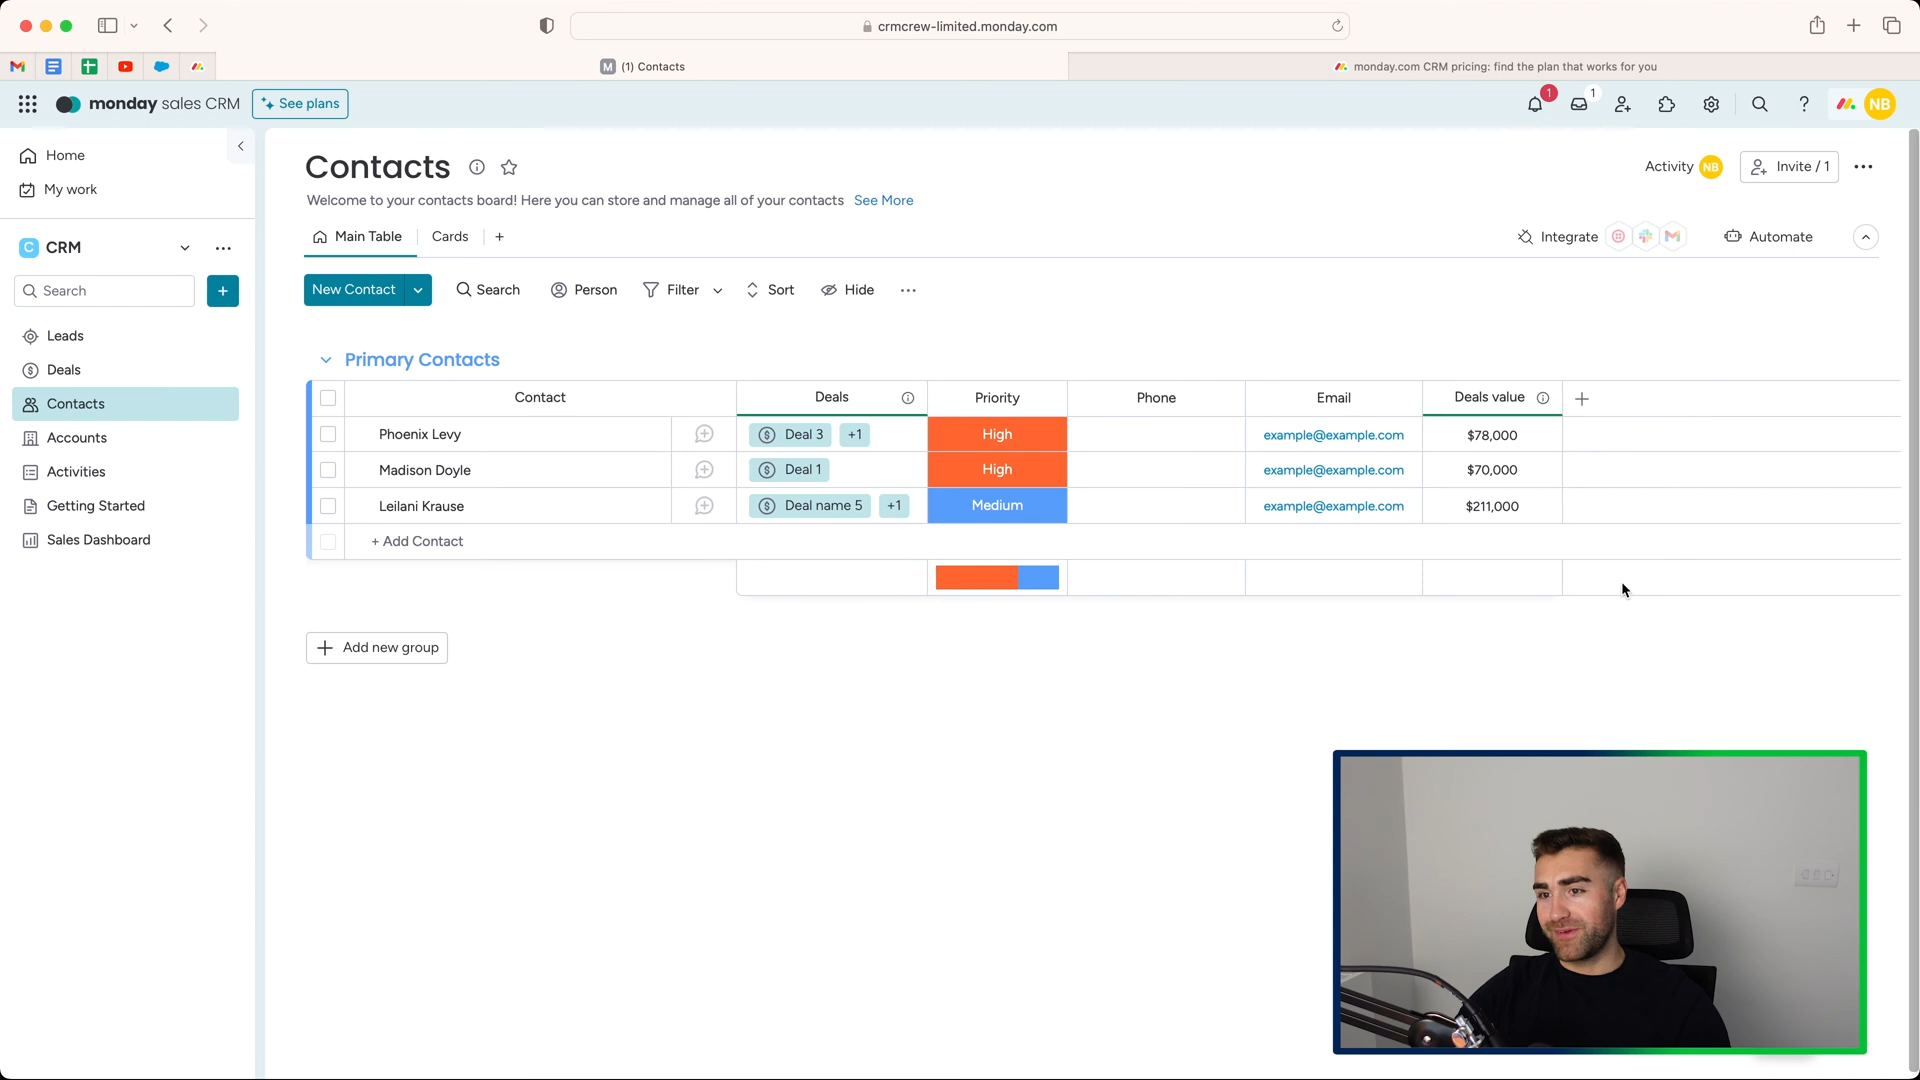 crmcrew-limited.monday.com
M (1) Contacts
monday.com CRM pricing: find the plan that works for you
monday sales CRM
See plans
1
1
NB
Home
My work
C CRM
Search
+
Leads
Deals
Contacts
Accounts
Activities
Getting Started
Sales Dashboard
Contacts
Activity NB
Invite / 1
Welcome to your contacts board! Here you can store and manage all of your contacts See More
Main Table Cards +
Integrate
Automate
New Contact
Search Person Filter Sort Hide
Primary Contacts
Contact Deals Priority Phone Email Deals value +
Phoenix Levy Deal 3 +1 High example@example.com $78,000
Madison Doyle Deal 1 High example@example.com $70,000
Leilani Krause Deal name 5 +1 Medium example@example.com $211,000
+ Add Contact
+ Add new group